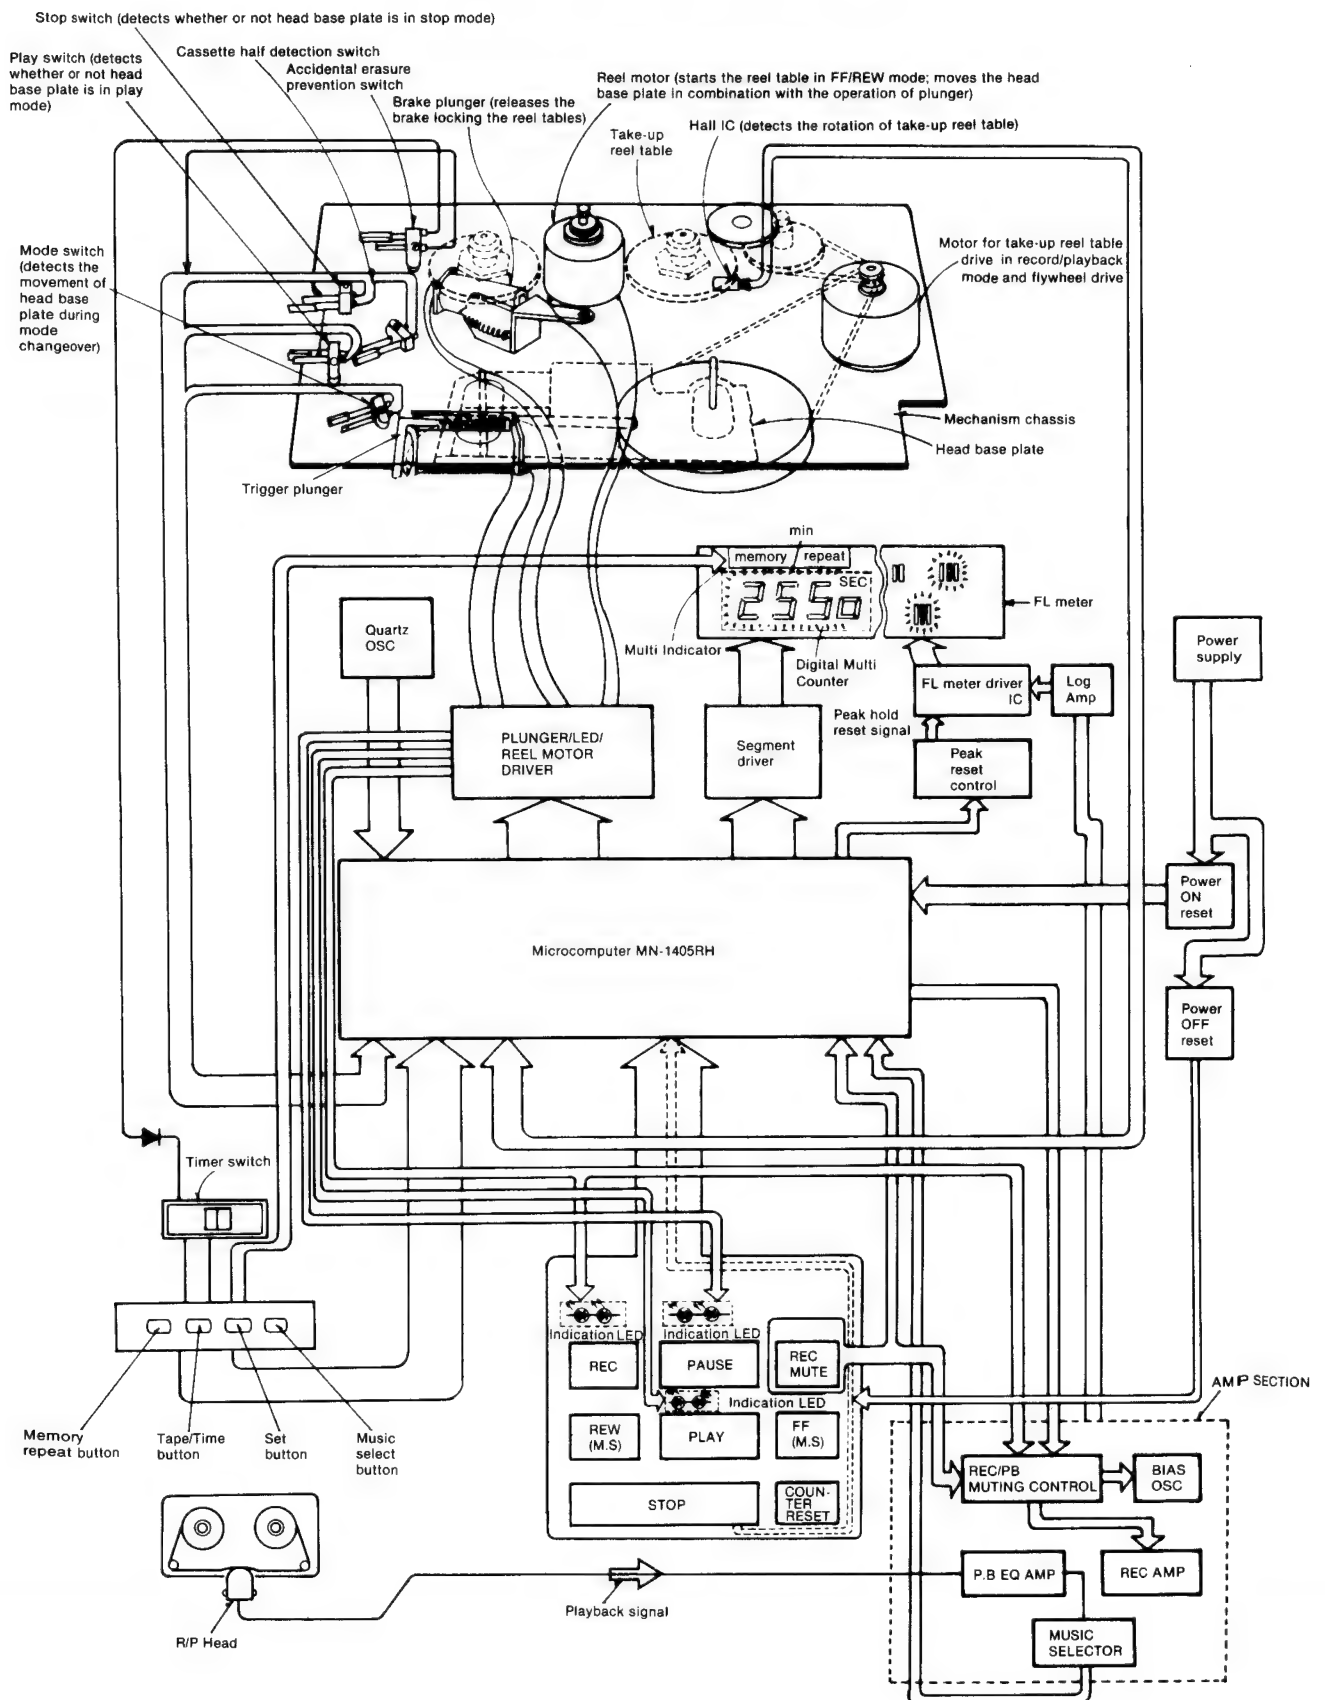 Stop switch (detects whether or not head base plate is in stop mode)
Play switch (detects
whether or not head
base plate is in play
mode)
Cassette half detection switch
Accidental erasure
prevention switch
Brake plunger (releases the
brake locking the reel tables)
Reel motor (starts the reel table in FF/REW mode; moves the head
base plate in combination with the operation of plunger)
Hall IC (detects the rotation of take-up reel table)
Take-up
reel table
Mode switch
(detects the
movement of
head base
plate during
mode
changeover)
Motor for take-up reel table
drive in record/playback
mode and flywheel drive
Mechanism chassis
Head base plate
Trigger plunger
min
memory
repeat
SEC
2550
FL meter
Multi Indicator
Digital Multi
Counter
Quartz
OSC
Power
supply
FL meter driver
IC
Log
Amp
Peak hold
reset signal
PLUNGER/LED/
REEL MOTOR
DRIVER
Segment
driver
Peak
reset
control
Power
ON
reset
Microcomputer MN-1405RH
Power
OFF
reset
Timer switch
Indication LED
Indication LED
REC
PAUSE
REC
MUTE
Indication LED
REW
(M.S)
PLAY
FF
(M.S)
STOP
COUN-
TER
RESET
Memory
repeat button
Tape/Time
button
Set
button
Music
select
button
AMP SECTION
REC/PB
MUTING CONTROL
BIAS
OSC
P.B EQ AMP
REC AMP
MUSIC
SELECTOR
Playback signal
R/P Head